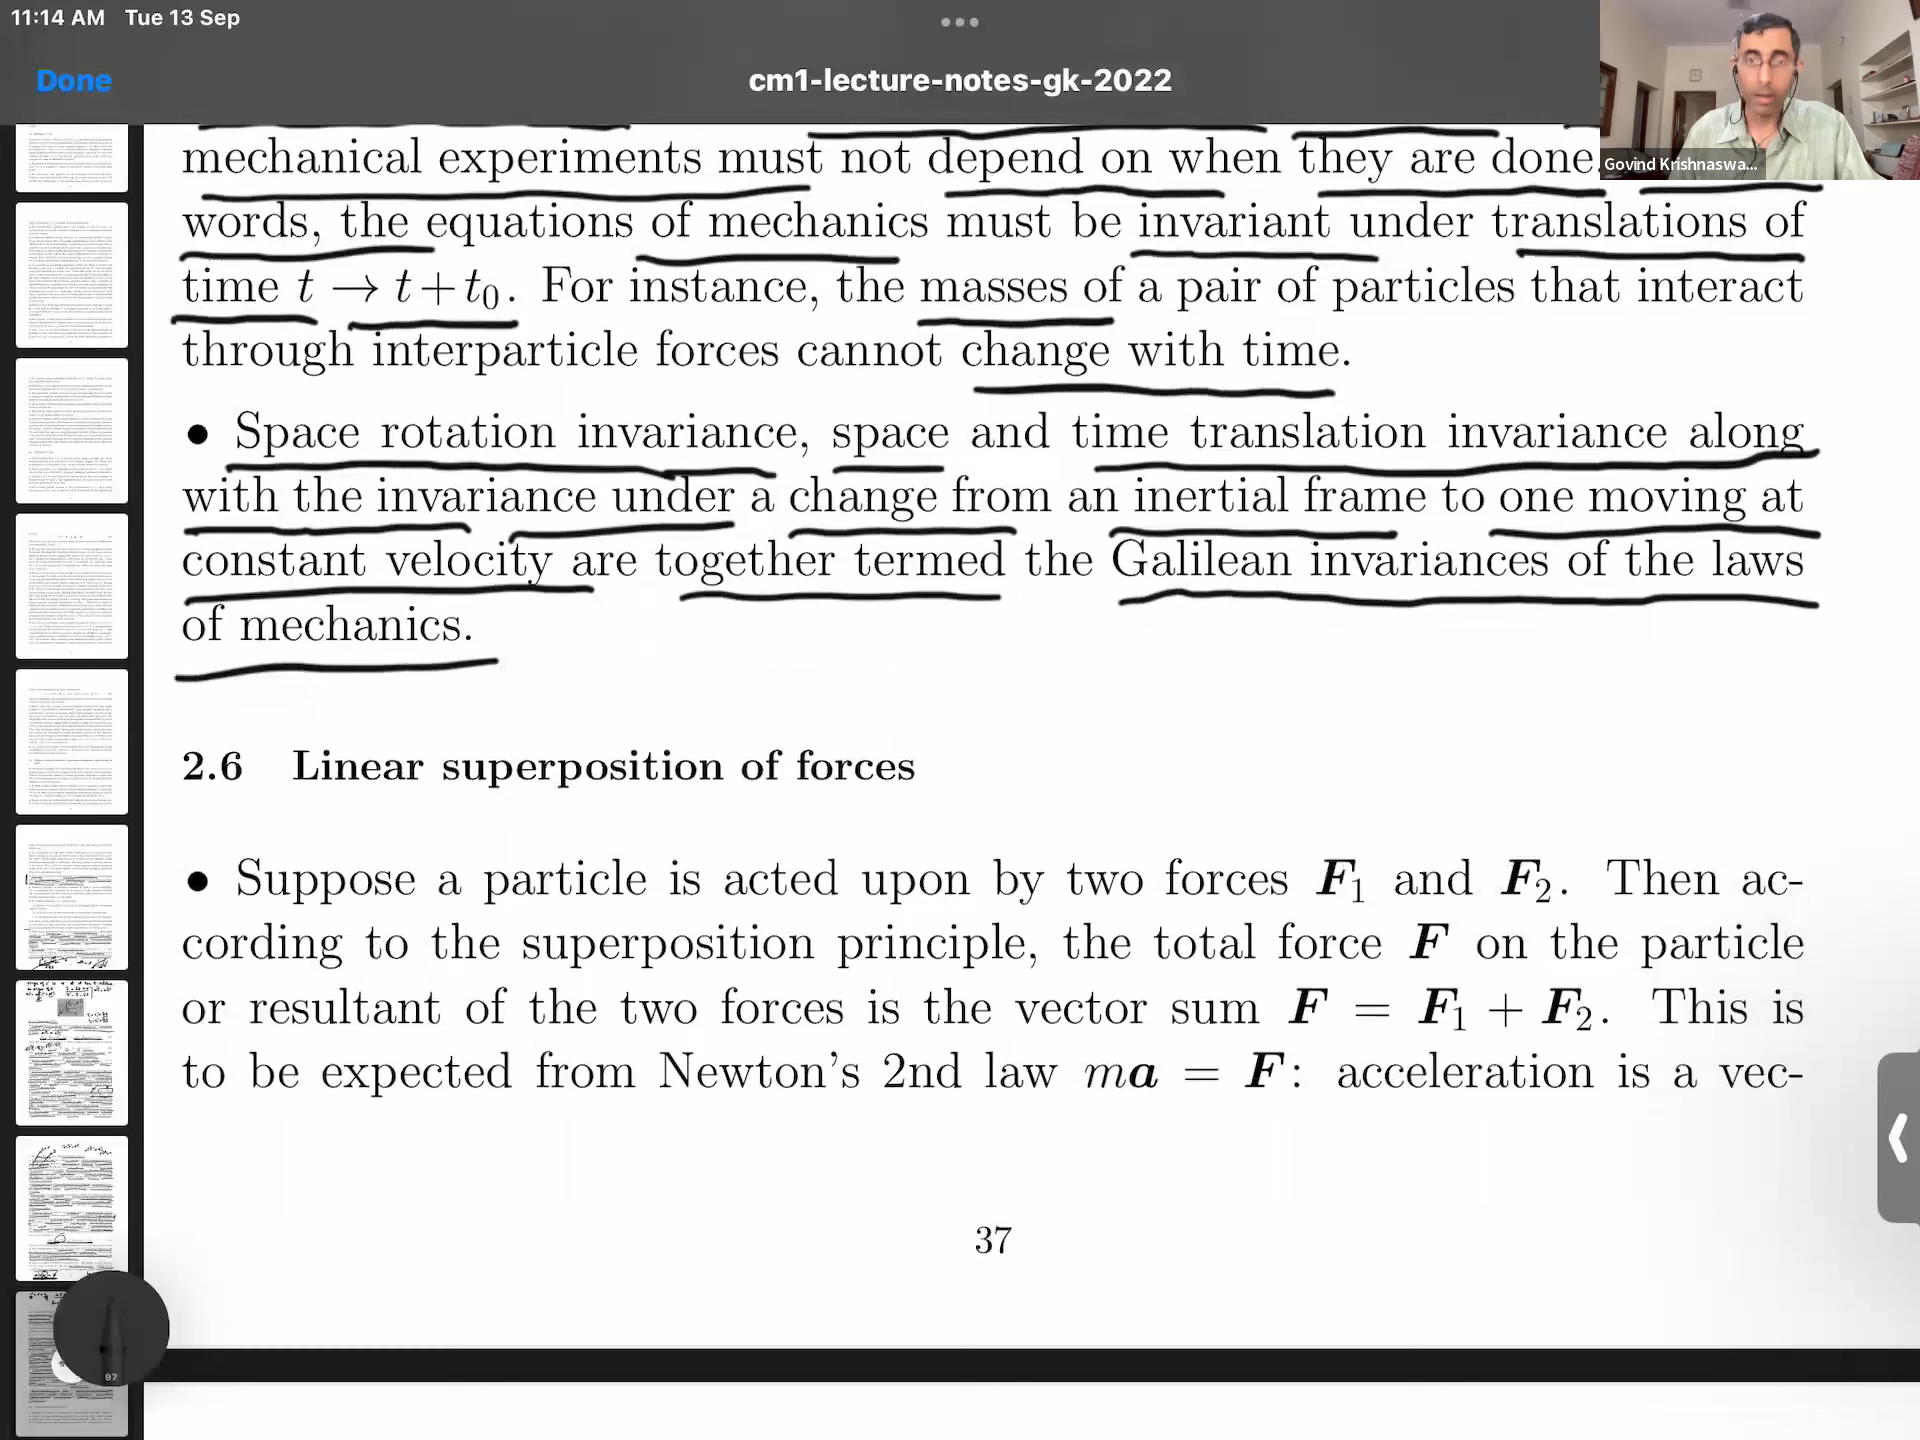 11:14 AM Tue 13 Sep
Done
cm1-lecture-notes-gk-2022
Govind Krishnaswa...
mechanical experiments must not depend on when they are done.
words, the equations of mechanics must be invariant under translations of
time t → t+t₀. For instance, the masses of a pair of particles that interact
through interparticle forces cannot change with time.
• Space rotation invariance, space and time translation invariance along
with the invariance under a change from an inertial frame to one moving at
constant velocity are together termed the Galilean invariances of the laws
of mechanics.
2.6 Linear superposition of forces
• Suppose a particle is acted upon by two forces F₁ and F₂. Then ac-
cording to the superposition principle, the total force F on the particle
or resultant of the two forces is the vector sum F = F₁ + F₂. This is
to be expected from Newton's 2nd law ma = F: acceleration is a vec-
37
97